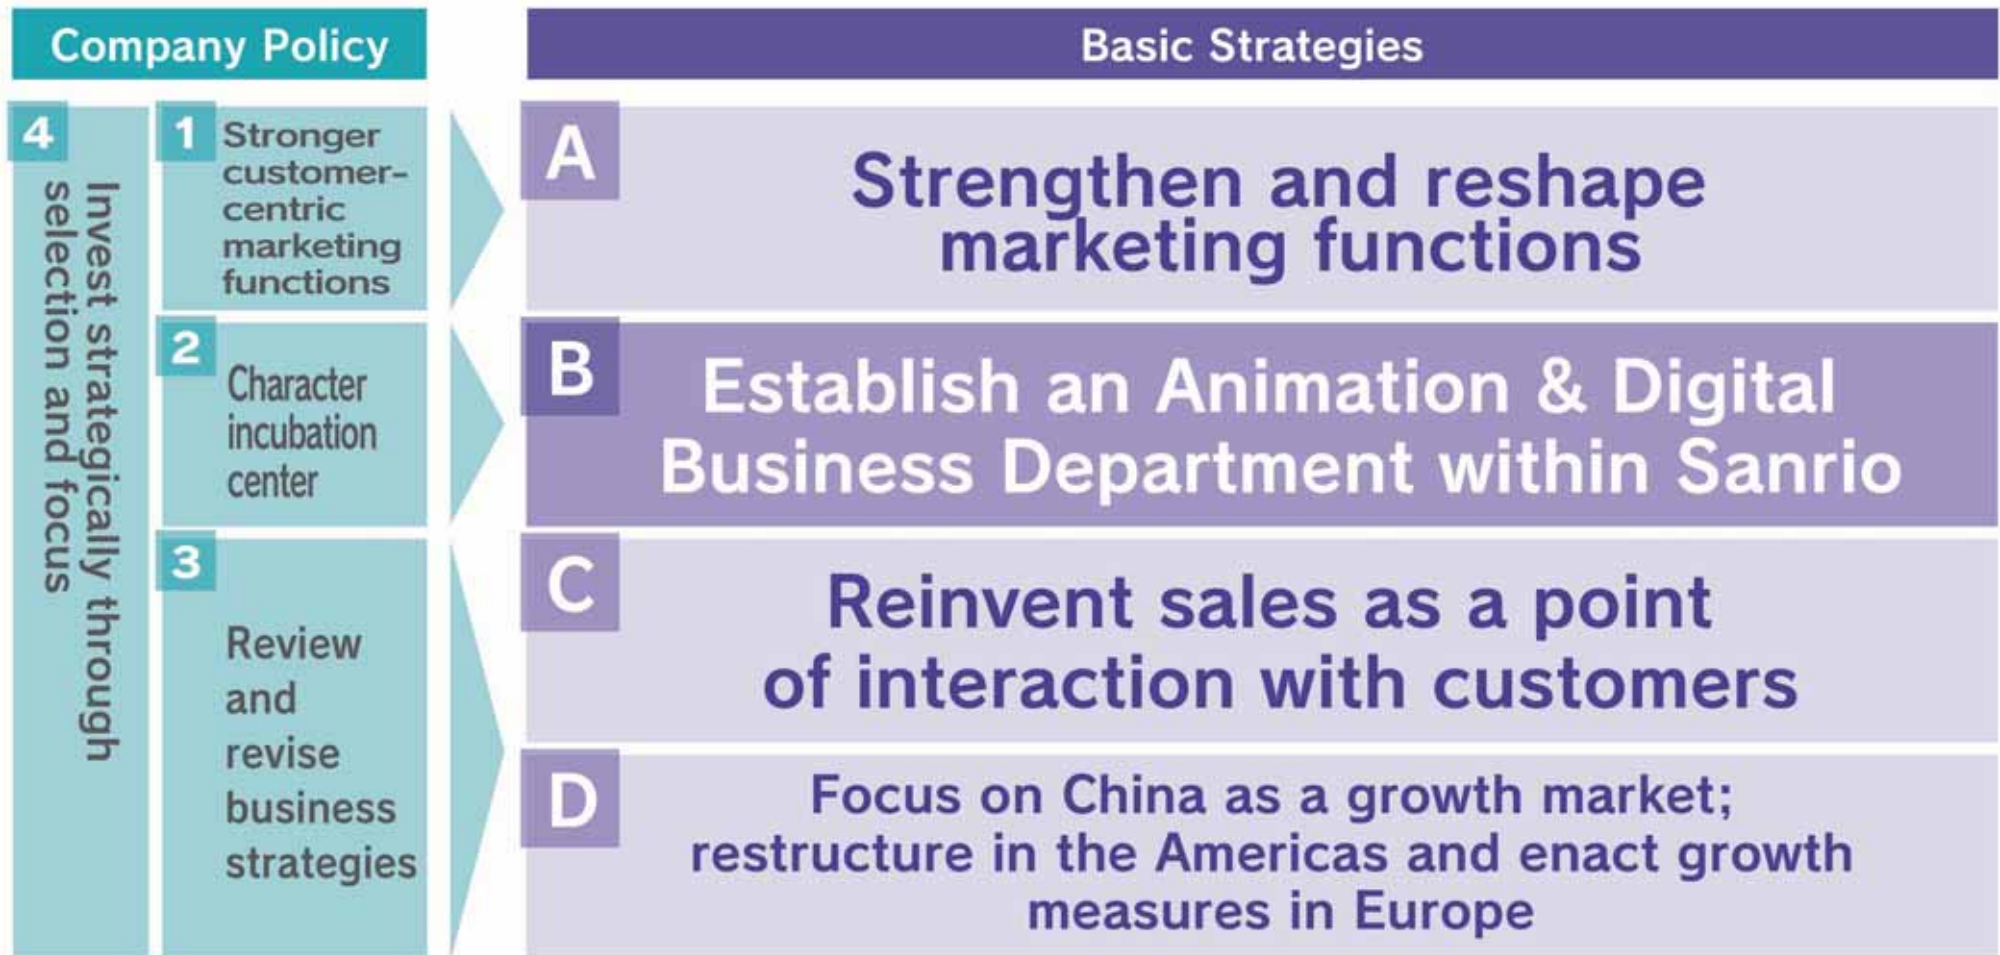 Company Policy
Basic Strategies
4
Invest strategically through
selection and focus
1
Stronger
customer-
centric
marketing
functions
A
Strengthen and reshape
marketing functions
2
Character
incubation
center
B
Establish an Animation & Digital
Business Department within Sanrio
3
Review
and
revise
business
strategies
C
Reinvent sales as a point
of interaction with customers
D
Focus on China as a growth market;
restructure in the Americas and enact growth
measures in Europe